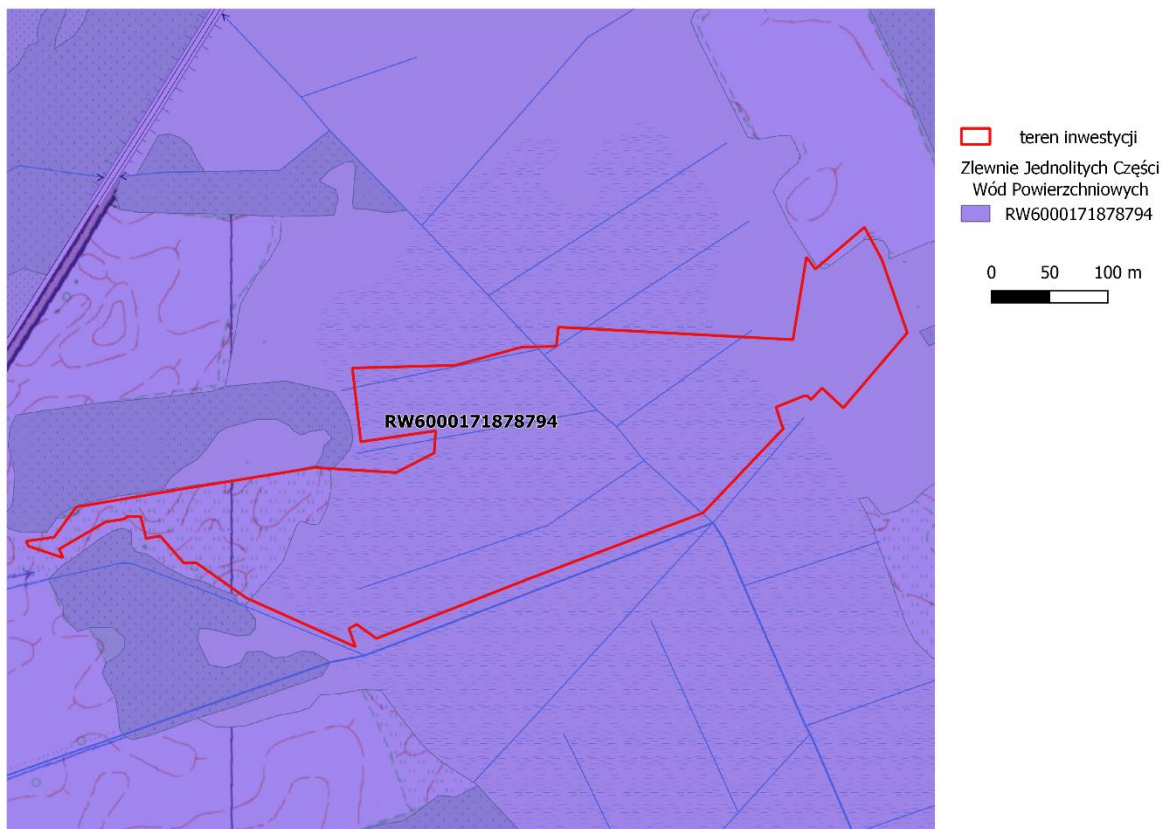 teren inwestycji
Zlewnie Jednolitych Części
Wód Powierzchniowych
RW6000171878794
0 50 100 m
RW6000171878794